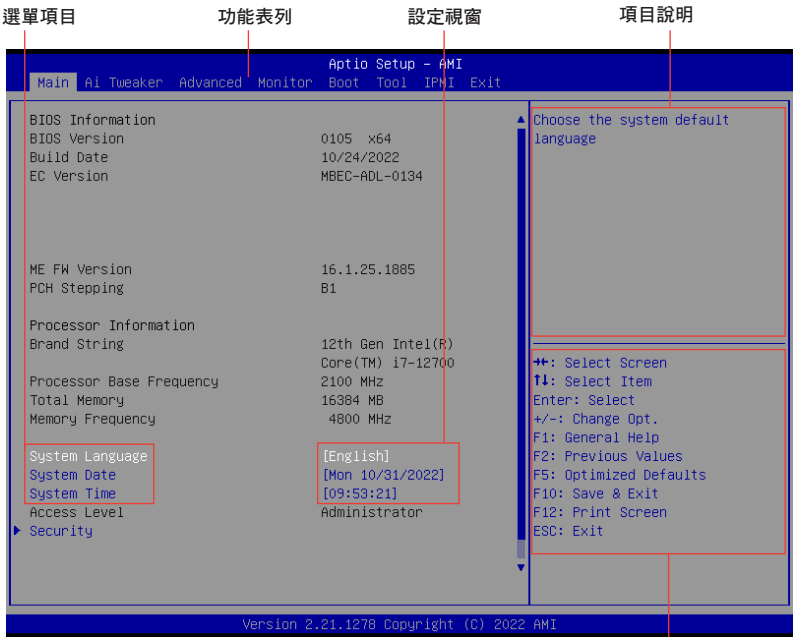 選單項目 功能表列 設定視窗 項目說明
Aptio Setup – AMI
Main Ai Tweaker Advanced Monitor Boot Tool IPMI Exit
BIOS Information
BIOS Version 0105 x64
Build Date 10/24/2022
EC Version MBEC-ADL-0134
ME FW Version 16.1.25.1885
PCH Stepping B1
Processor Information
Brand String 12th Gen Intel(R)
Core(TM) i7-12700
Processor Base Frequency 2100 MHz
Total Memory 16384 MB
Memory Frequency 4800 MHz
System Language [English]
System Date [Mon 10/31/2022]
System Time [09:53:21]
Access Level Administrator
Security
Choose the system default
language
→←: Select Screen
↑↓: Select Item
Enter: Select
+/-: Change Opt.
F1: General Help
F2: Previous Values
F5: Optimized Defaults
F10: Save & Exit
F12: Print Screen
ESC: Exit
Version 2.21.1278 Copyright (C) 2022 AMI